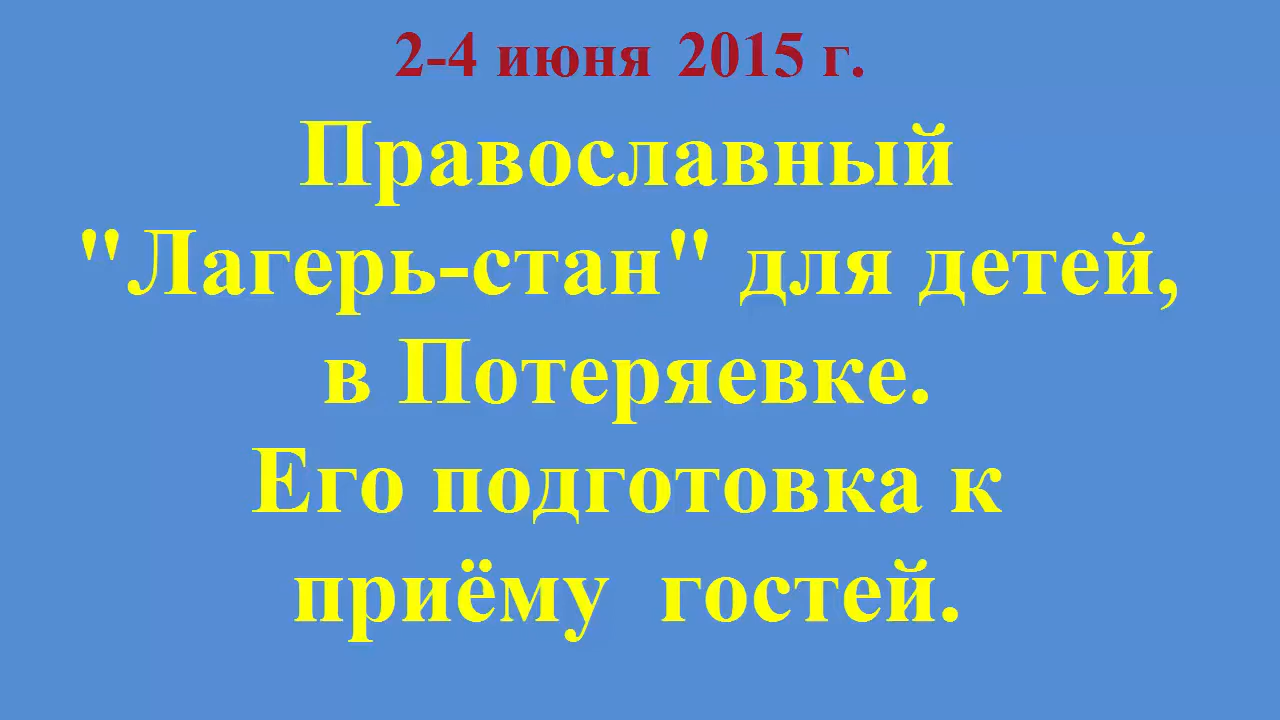 2-4 июня 2015 г.
Православный
"Лагерь-стан" для детей,
в Потеряевке.
Его подготовка к
приёму гостей.